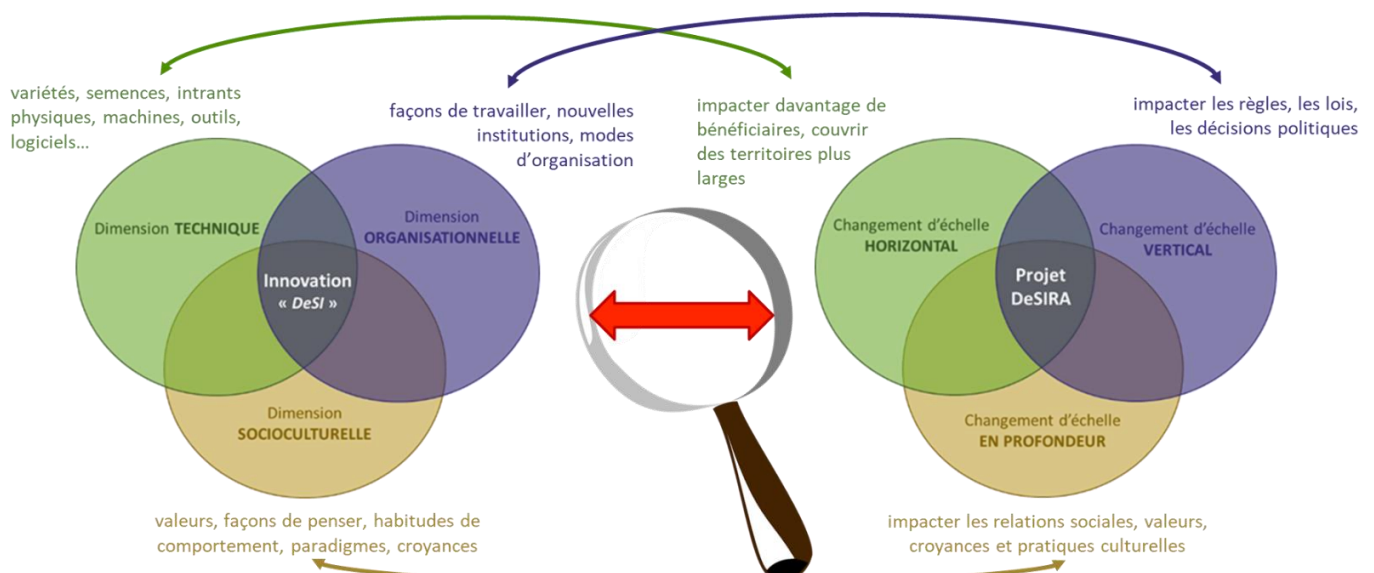 variétés, semences, intrants
physiques, machines, outils,
logiciels...
façons de travailler, nouvelles
institutions, modes
d'organisation
Dimension TECHNIQUE
Dimension
ORGANISATIONNELLE
Innovation
« DeSI »
Dimension
SOCIOCULTURELLE
valeurs, façons de penser, habitudes de
comportement, paradigmes, croyances
impacter davantage de
bénéficiaires, couvrir
des territoires plus
larges
impacter les règles, les lois,
les décisions politiques
Changement d'échelle
HORIZONTAL
Changement d'échelle
VERTICAL
Projet
DeSIRA
Changement d'échelle
EN PROFONDEUR
impacter les relations sociales, valeurs,
croyances et pratiques culturelles